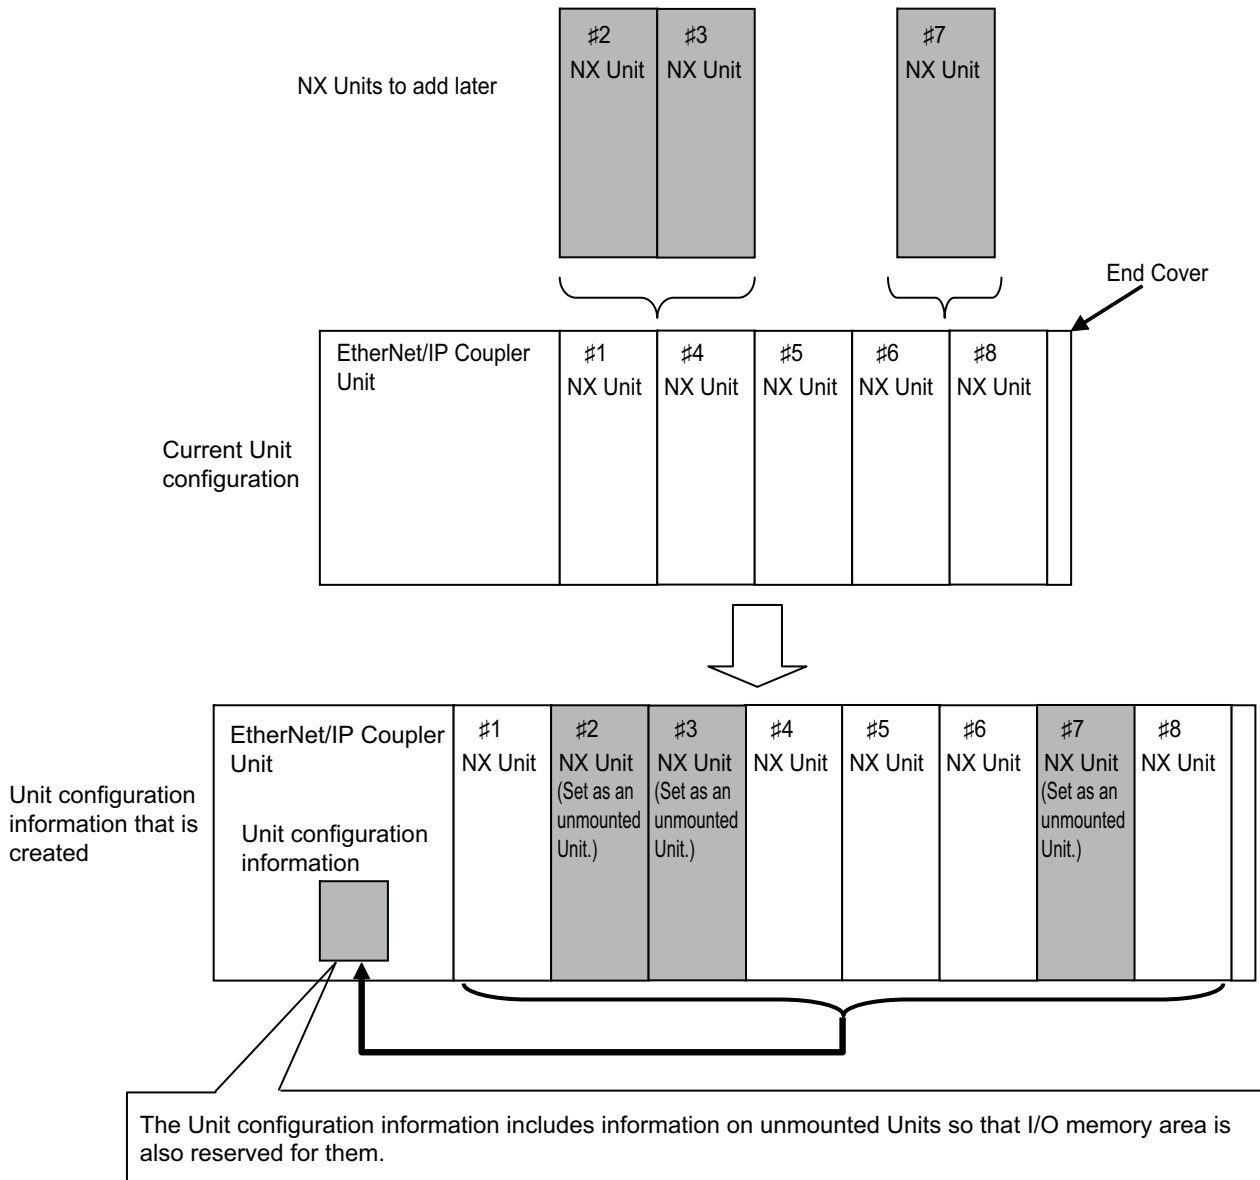 ♯2
NX Unit
♯3
NX Unit
♯7
NX Unit
NX Units to add later
End Cover
EtherNet/IP Coupler
Unit
♯1
NX Unit
♯4
NX Unit
♯5
NX Unit
♯6
NX Unit
♯8
NX Unit
Current Unit
configuration
EtherNet/IP Coupler
Unit
Unit configuration
information
♯1
NX Unit
♯2
NX Unit
(Set as an
unmounted
Unit.)
♯3
NX Unit
(Set as an
unmounted
Unit.)
♯4
NX Unit
♯5
NX Unit
♯6
NX Unit
♯7
NX Unit
(Set as an
unmounted
Unit.)
♯8
NX Unit
Unit configuration
information that is
created
The Unit configuration information includes information on unmounted Units so that I/O memory area is
also reserved for them.